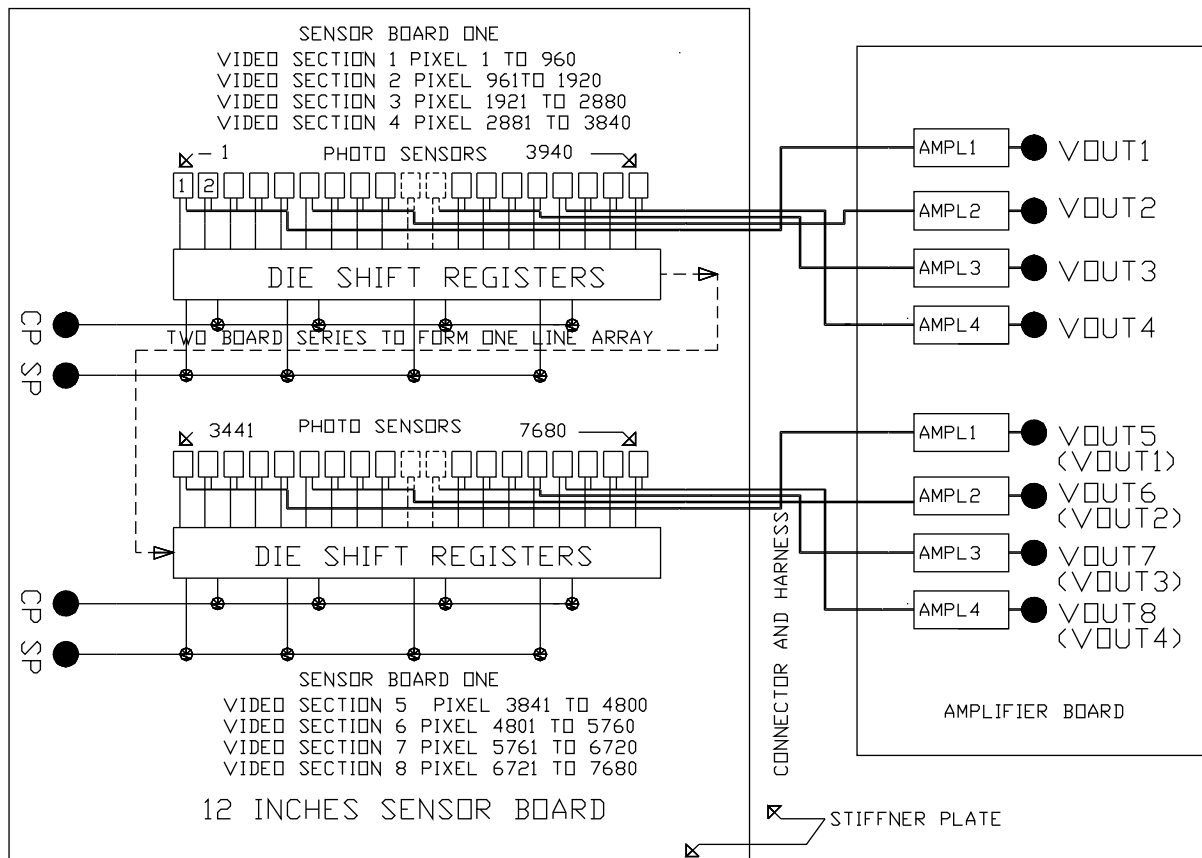 SENSOR BOARD ONE
VIDEO SECTION 1 PIXEL 1 TO 960
VIDEO SECTION 2 PIXEL 961TO 1920
VIDEO SECTION 3 PIXEL 1921 TO 2880
VIDEO SECTION 4 PIXEL 2881 TO 3840
1 PHOTO SENSORS 3940
1 2
DIE SHIFT REGISTERS
CP
TWO BOARD SERIES TO FORM ONE LINE ARRAY
SP
3441 PHOTO SENSORS 7680
DIE SHIFT REGISTERS
CP
SP
SENSOR BOARD ONE
VIDEO SECTION 5 PIXEL 3841 TO 4800
VIDEO SECTION 6 PIXEL 4801 TO 5760
VIDEO SECTION 7 PIXEL 5761 TO 6720
VIDEO SECTION 8 PIXEL 6721 TO 7680
12 INCHES SENSOR BOARD
CONNECTOR AND HARNESS
AMPL1 VOUT1
AMPL2 VOUT2
AMPL3 VOUT3
AMPL4 VOUT4
AMPL1 VOUT5
(VOUT1)
AMPL2 VOUT6
(VOUT2)
AMPL3 VOUT7
(VOUT3)
AMPL4 VOUT8
(VOUT4)
AMPLIFIER BOARD
STIFFNER PLATE